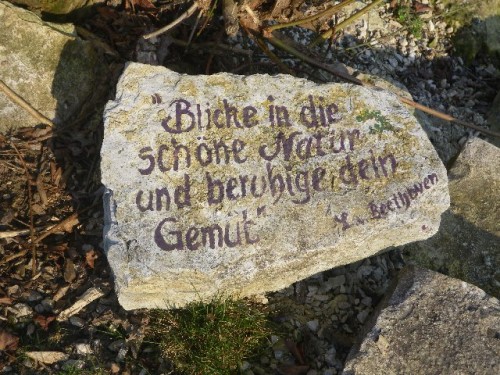 "Blicke in die
schöne Natur
und beruhige dein
Gemüt"
L. v. Beethoven